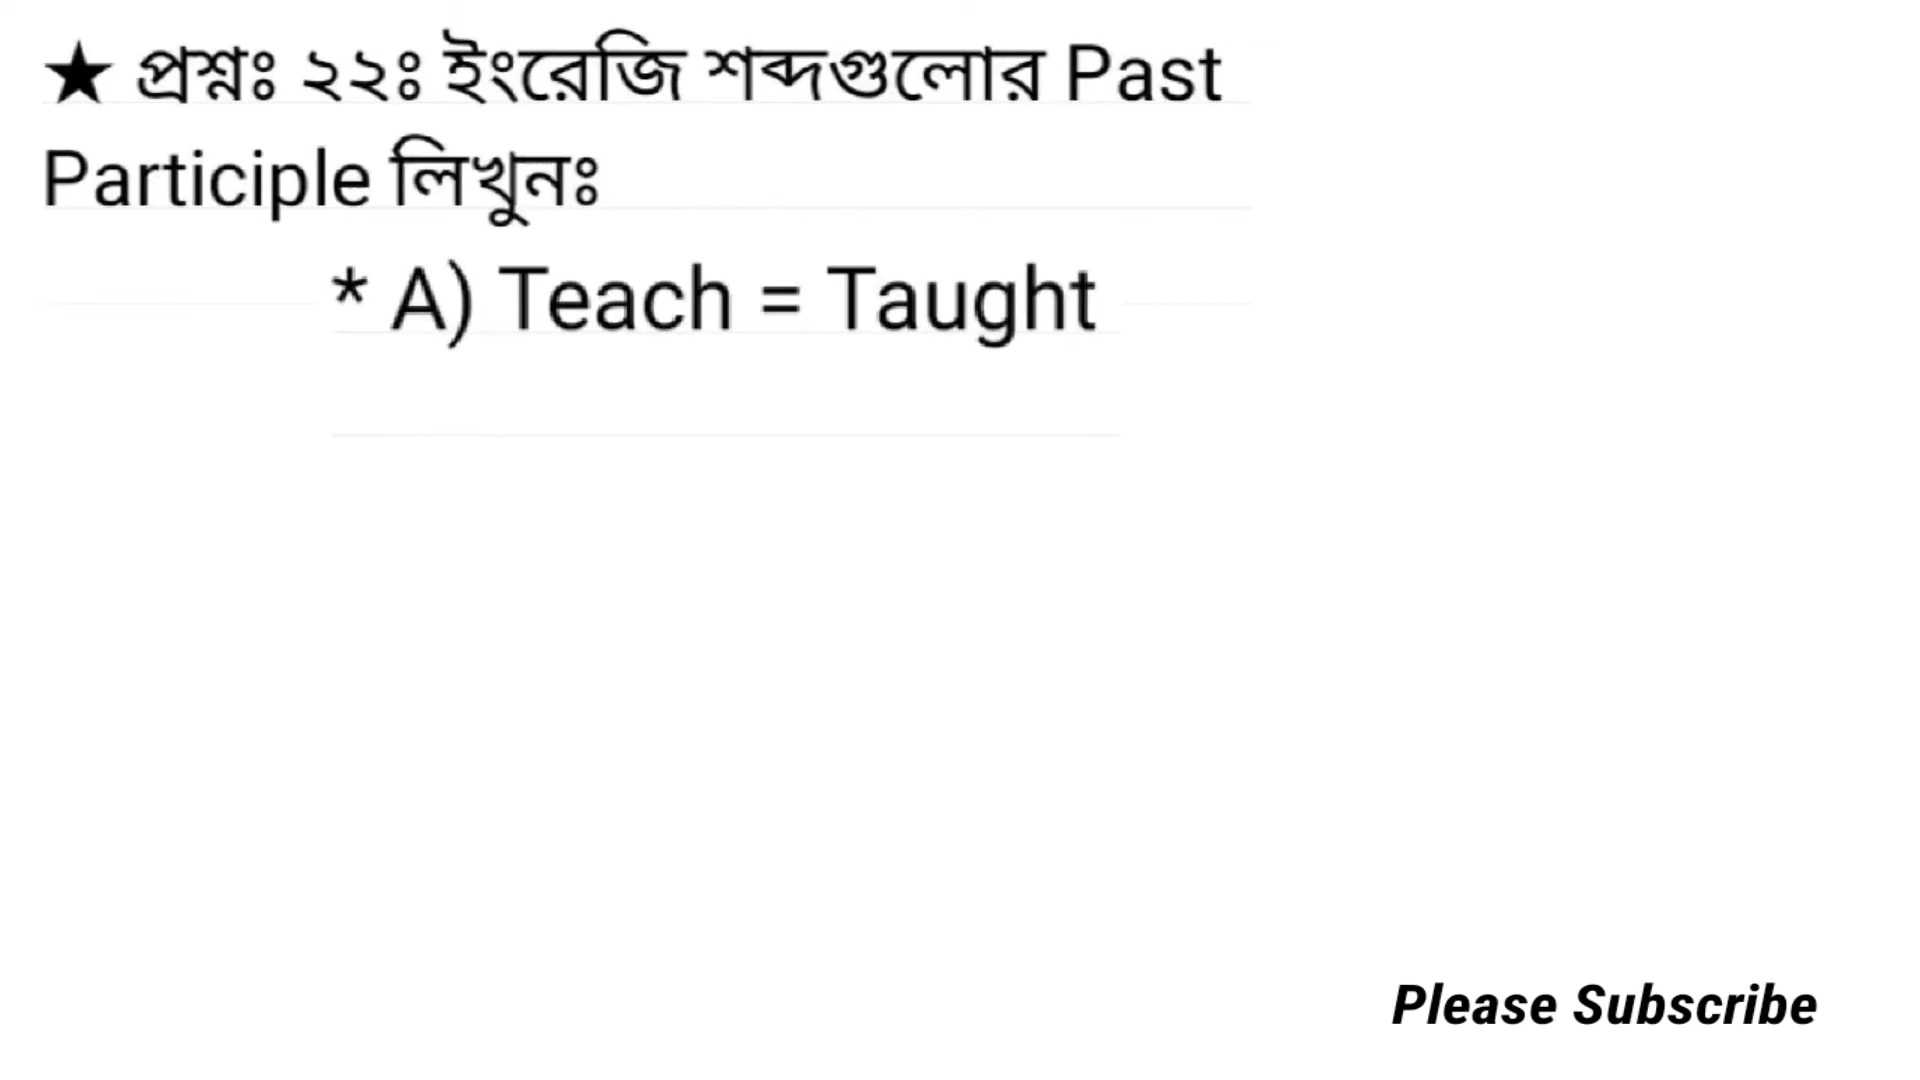 ★ প্রশ্নঃ ২২ঃ ইংরেজি শব্দগুলোর Past
Participle লিখুনঃ
* A) Teach = Taught
Please Subscribe